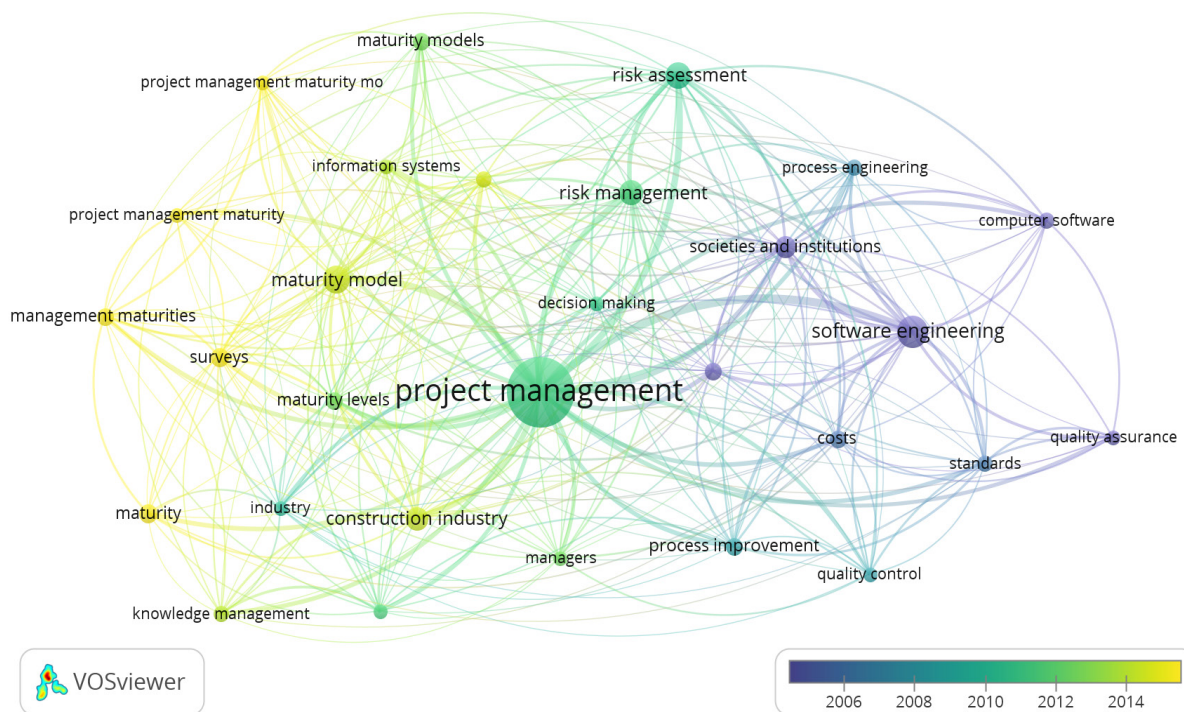 maturity models
risk assessment
project management maturity mo
information systems
process engineering
risk management
project management maturity
computer software
societies and institutions
maturity model
decision making
management maturities
software engineering
surveys
project management
maturity levels
costs
quality assurance
standards
industry
maturity
construction industry
process improvement
managers
quality control
knowledge management
VOSviewer
2006 2008 2010 2012 2014